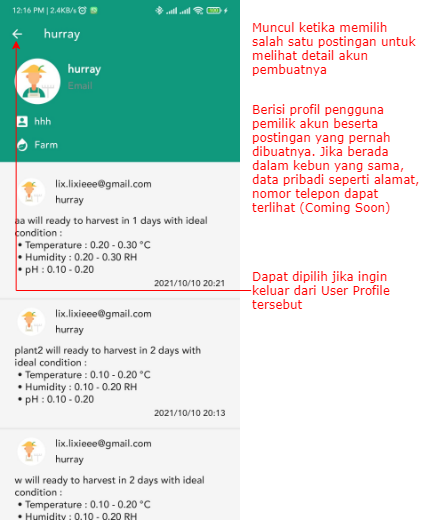 12:16 PM | 2.4KB/s
hurray
hurray
Email
hhh
Farm
lix.lixieee@gmail.com
hurray
aa will ready to harvest in 1 days with ideal
condition :
• Temperature : 0.20 - 0.30 °C
• Humidity : 0.20 - 0.30 RH
• pH : 0.10 - 0.20
2021/10/10 20:21
lix.lixieee@gmail.com
hurray
plant2 will ready to harvest in 2 days with
ideal condition :
• Temperature : 0.10 - 0.20 °C
• Humidity : 0.10 - 0.20 RH
• pH : 0.10 - 0.20
2021/10/10 20:13
lix.lixieee@gmail.com
hurray
w will ready to harvest in 2 days with ideal
condition :
• Temperature : 0.10 - 0.20 °C
• Humidity : 0.10 - 0.20 RH
Muncul ketika memilih
salah satu postingan untuk
melihat detail akun
pembuatnya
Berisi profil pengguna
pemilik akun beserta
postingan yang pernah
dibuatnya. Jika berada
dalam kebun yang sama,
data pribadi seperti alamat,
nomor telepon dapat
terlihat (Coming Soon)
Dapat dipilih jika ingin
keluar dari User Profile
tersebut